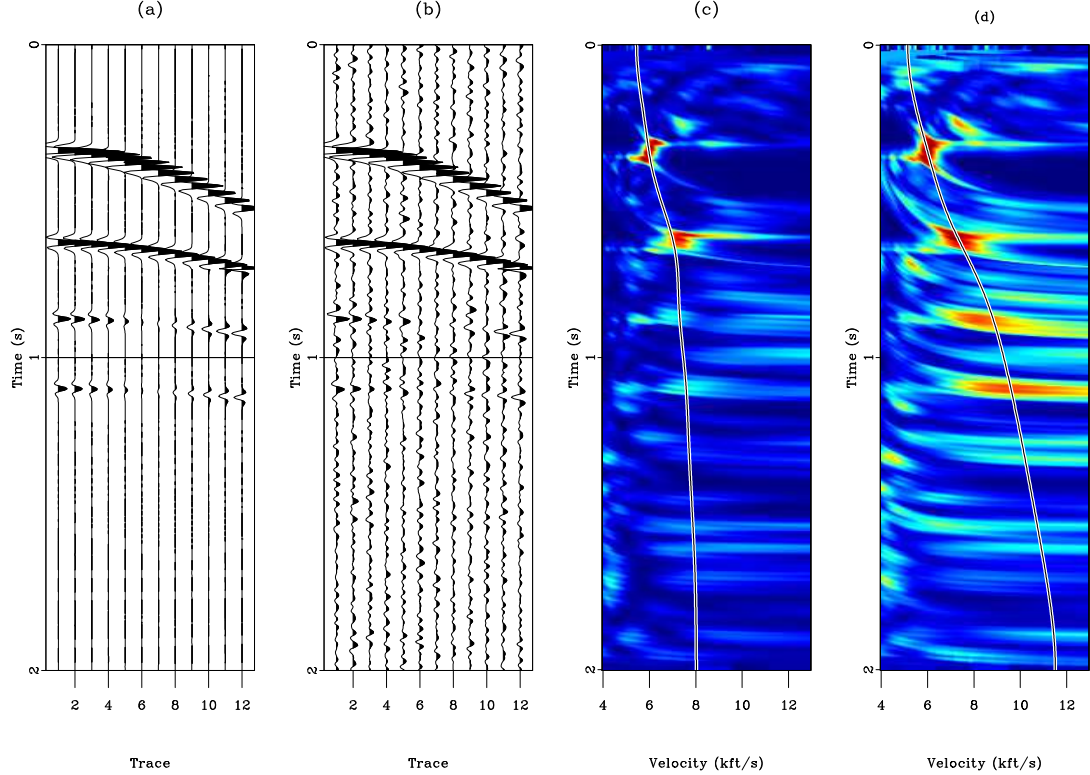 (a) (b) (c) (d)
0 0 0 0
Time (s) Time (s) Time (s) Time (s)
1 1 1 1
2 2 2 2
2 4 6 8 10 12 2 4 6 8 10 12 4 6 8 10 12 4 6 8 10 12
Trace Trace Velocity (kft/s) Velocity (kft/s)